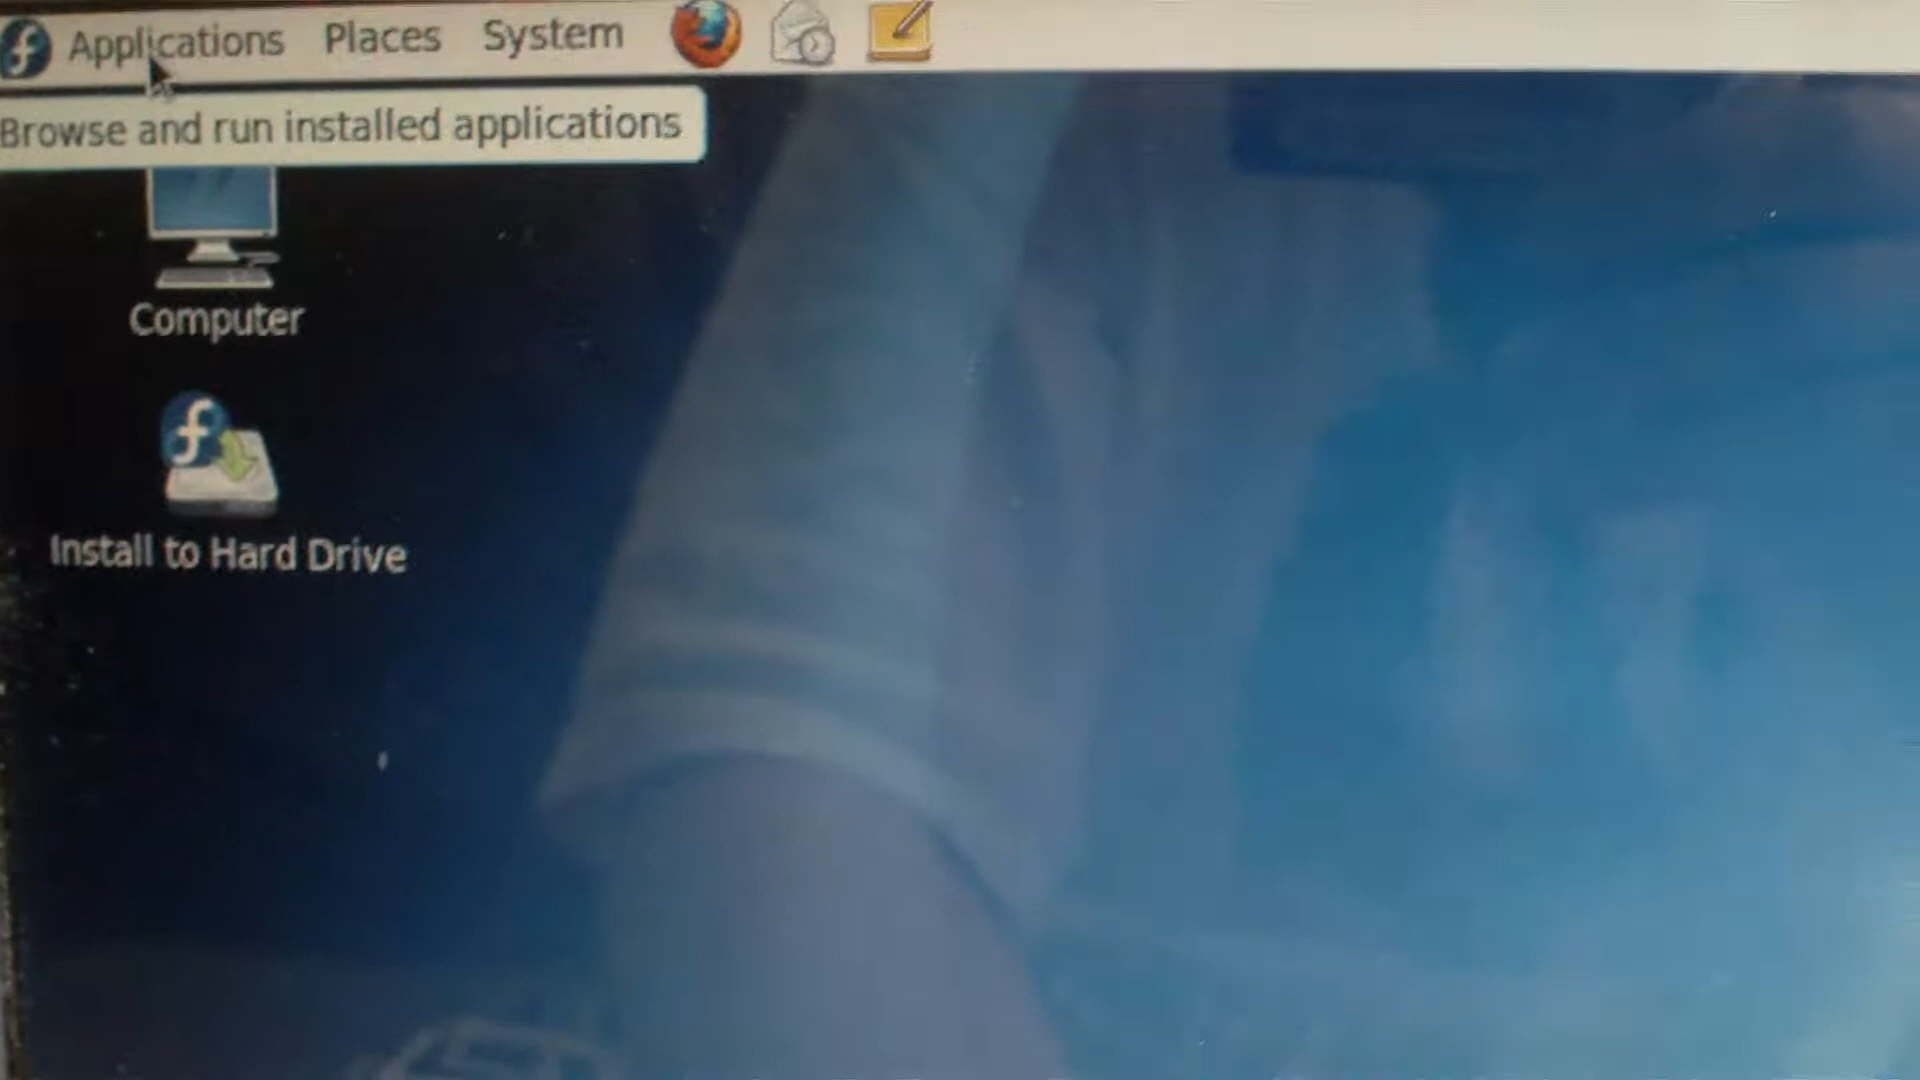 Applications Places System
Browse and run installed applications
Computer
Install to Hard Drive